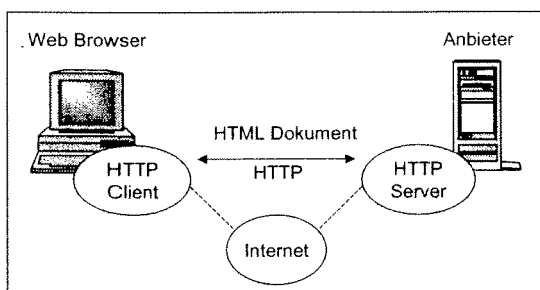 Web Browser
Anbieter
HTML Dokument
HTTP
HTTP
Client
HTTP
Server
Internet